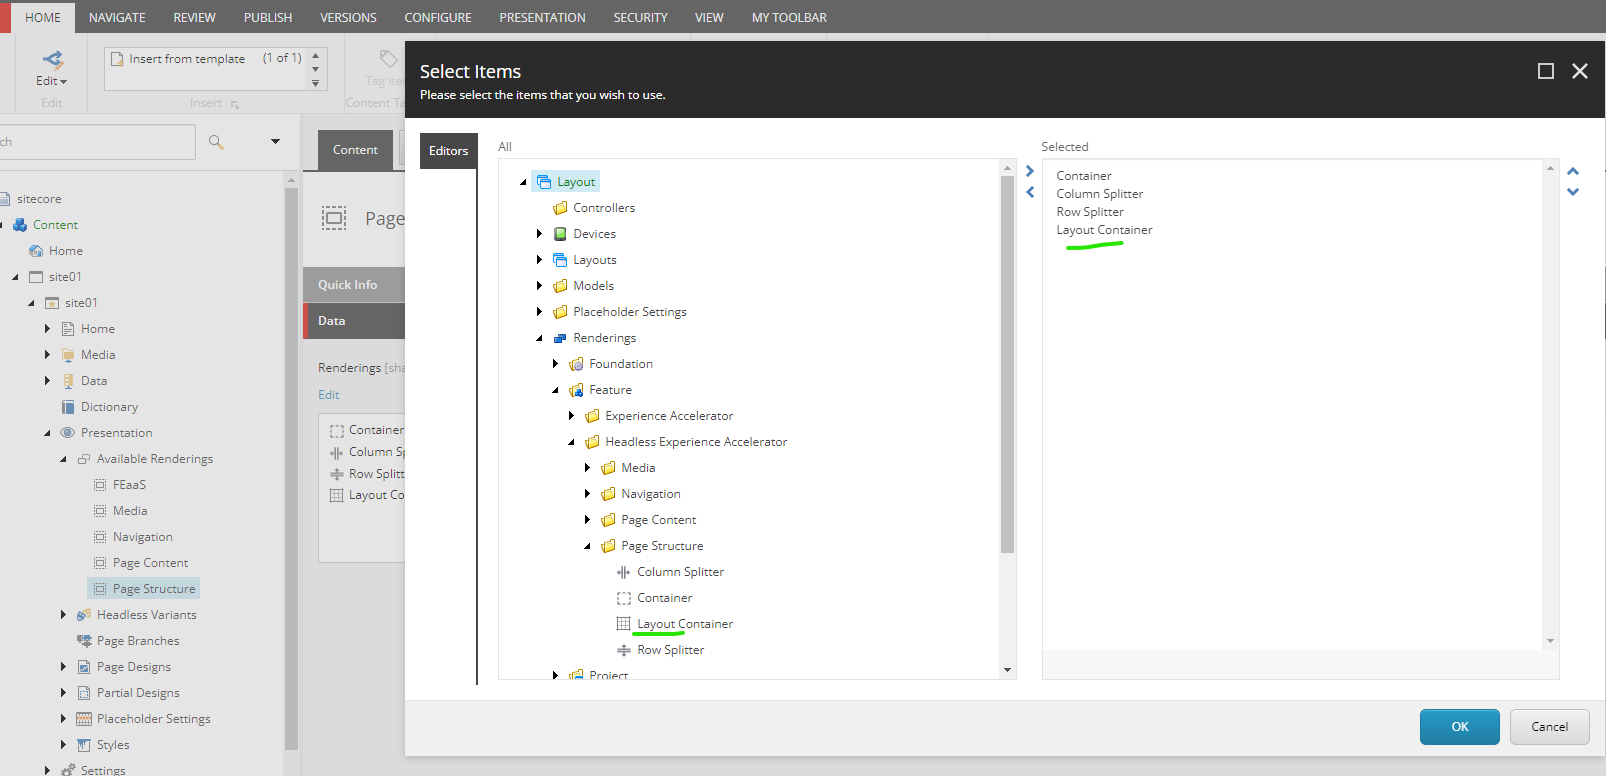 HOME NAVIGATE REVIEW PUBLISH VERSIONS CONFIGURE PRESENTATION SECURITY VIEW MY TOOLBAR
Edit
Edit
Insert from template (1 of 1)
Insert
Tag ite
Content Ta
ch
sitecore
Content
Home
site01
site01
Home
Media
Data
Dictionary
Presentation
Available Renderings
FEaaS
Media
Navigation
Page Content
Page Structure
Headless Variants
Page Branches
Page Designs
Partial Designs
Placeholder Settings
Styles
Settings
Content
Page
Quick Info
Data
Renderings [sha
Edit
Container
Column Sp
Row Splitt
Layout Co
Select Items
Please select the items that you wish to use.
Editors
All
Layout
Controllers
Devices
Layouts
Models
Placeholder Settings
Renderings
Foundation
Feature
Experience Accelerator
Headless Experience Accelerator
Media
Navigation
Page Content
Page Structure
Column Splitter
Container
Layout Container
Row Splitter
Project
Selected
Container
Column Splitter
Row Splitter
Layout Container
OK Cancel